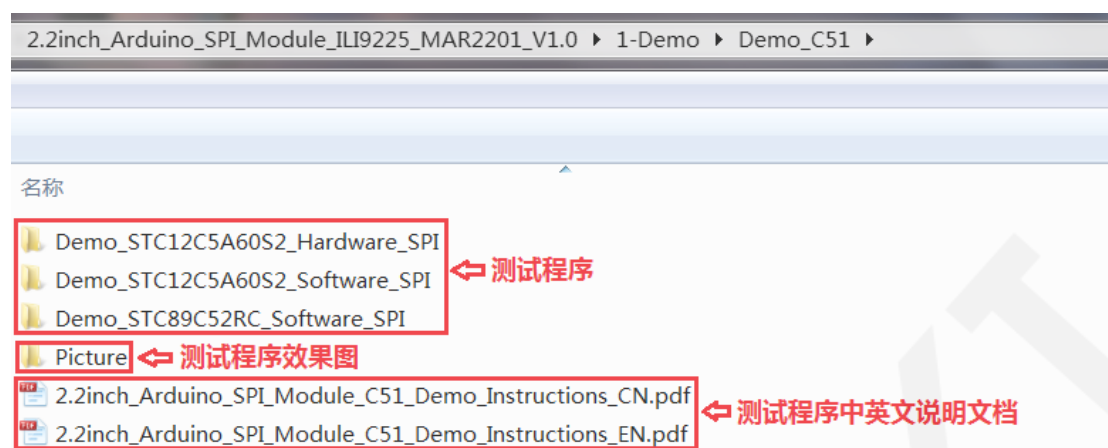 2.2inch_Arduino_SPI_Module_ILI9225_MAR2201_V1.0 ▸ 1-Demo ▸ Demo_C51 ▸
名称
Demo_STC12C5A60S2_Hardware_SPI
Demo_STC12C5A60S2_Software_SPI
测试程序
Demo_STC89C52RC_Software_SPI
Picture 测试程序效果图
2.2inch_Arduino_SPI_Module_C51_Demo_Instructions_CN.pdf
测试程序中英文说明文档
2.2inch_Arduino_SPI_Module_C51_Demo_Instructions_EN.pdf